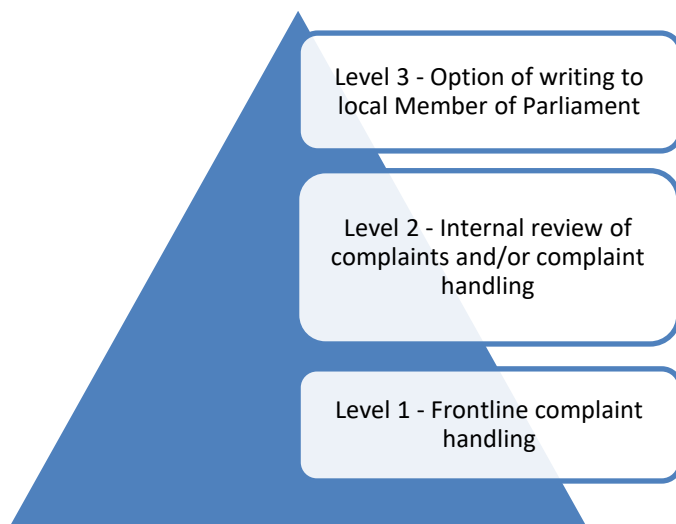 Level 3 - Option of writing to
local Member of Parliament
Level 2 - Internal review of
complaints and/or complaint
handling
Level 1 - Frontline complaint
handling